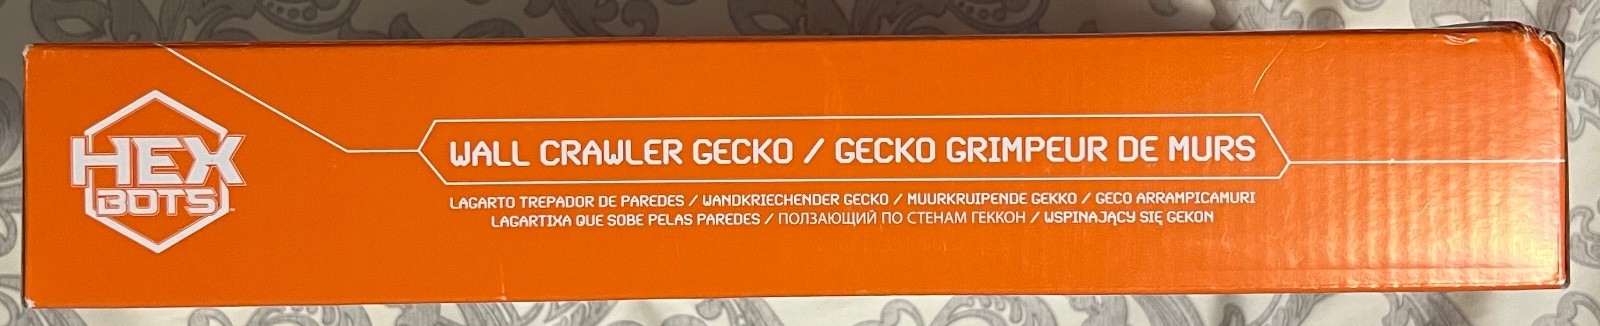 HEX
BOTS
WALL CRAWLER GECKO / GECKO GRIMPEUR DE MURS
LAGARTO TREPADOR DE PAREDES / WANDKRIECHENDER GECKO / MUURKRUIPENDE GEKKO / GECO ARRAMPICAMURI
LAGARTIXA QUE SOBE PELAS PAREDES / ПОЛЗАЮЩИЙ ПО СТЕНАМ ГЕККОН / WSPINAJĄCY SIĘ GEKON